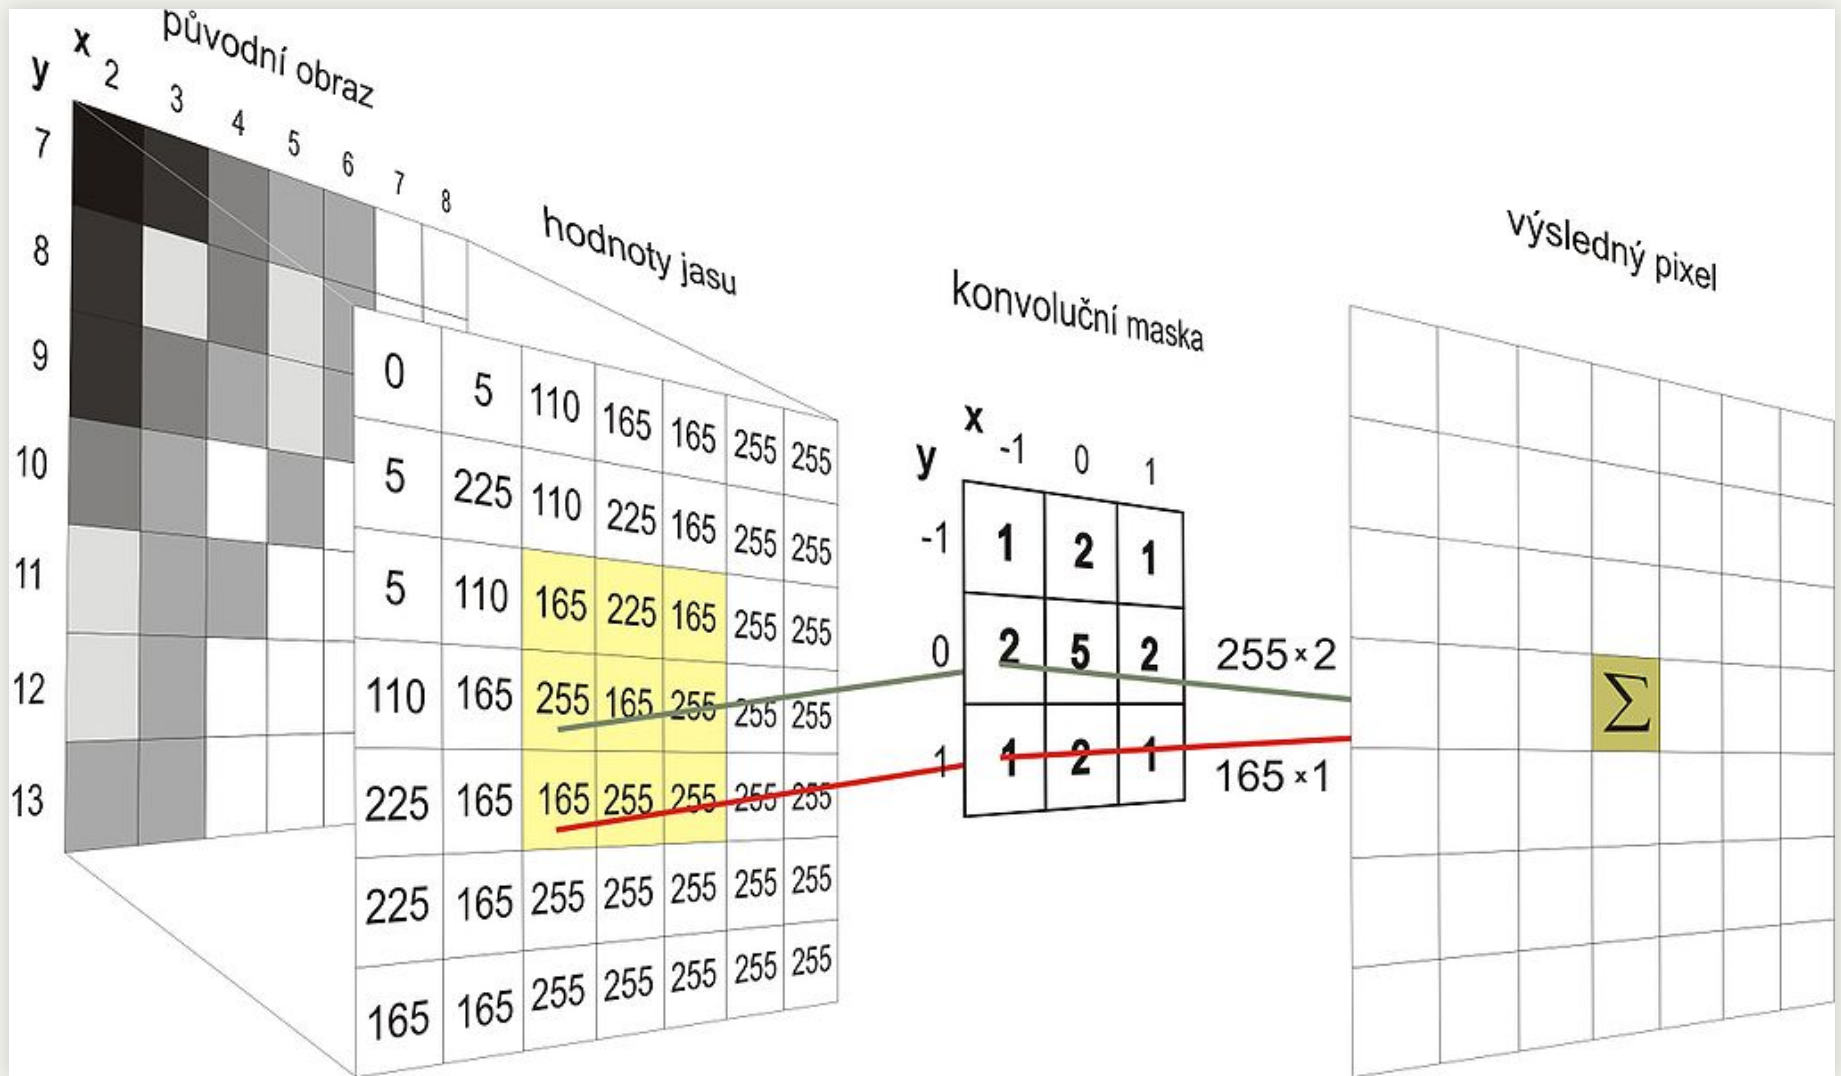 původní obraz
x
y
2 3 4 5 6 7 8
7
8
9
10
11
12
13
hodnoty jasu
0 5 110 165 165 255 255
5 225 110 225 165 255 255
5 110 165 225 165 255 255
110 165 255 165 255 255 255
225 165 165 255 255 255 255
225 165 255 255 255 255 255
165 165 255 255 255 255 255
konvoluční maska
x
y
-1 0 1
-1 1 2 1
0 2 5 2
1 1 2 1
255×2
165×1
výsledný pixel
Σ